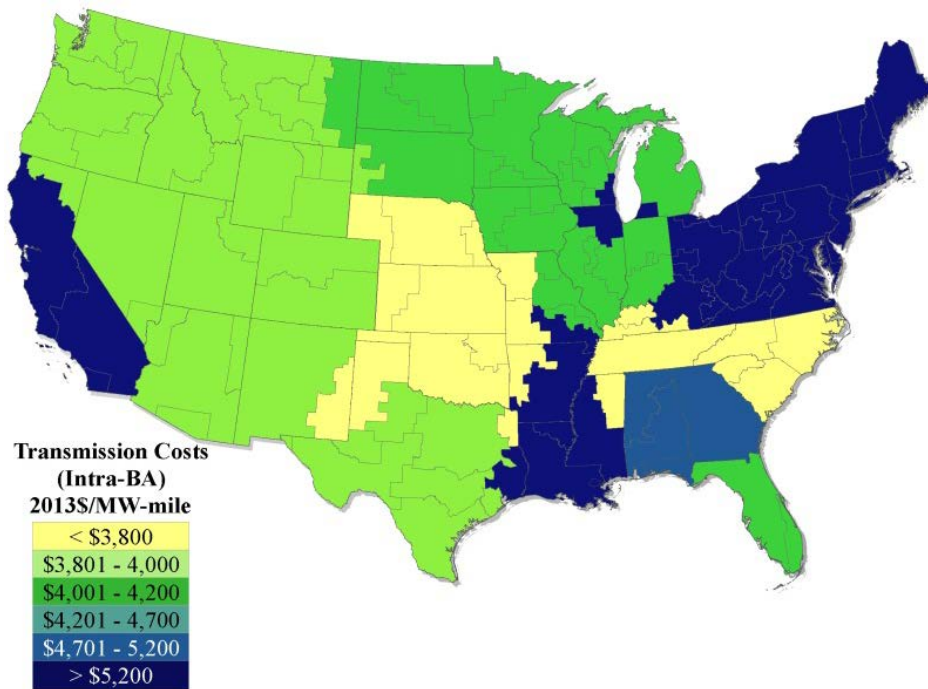 Transmission Costs
(Intra-BA)
2013$/MW-mile
< $3,800
$3,801 - 4,000
$4,001 - 4,200
$4,201 - 4,700
$4,701 - 5,200
> $5,200